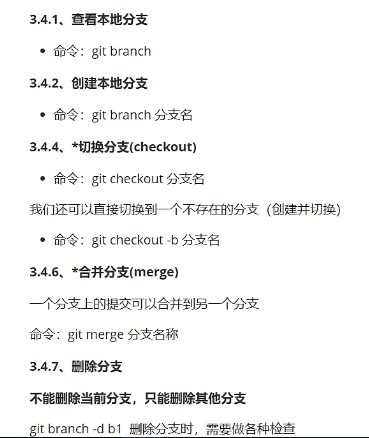 3.4.1、查看本地分支
• 命令：git branch
3.4.2、创建本地分支
• 命令：git branch 分支名
3.4.4、*切换分支(checkout)
• 命令：git checkout 分支名
我们还可以直接切换到一个不存在的分支（创建并切换）
• 命令：git checkout -b 分支名
3.4.6、*合并分支(merge)
一个分支上的提交可以合并到另一个分支
命令：git merge 分支名称
3.4.7、删除分支
不能删除当前分支，只能删除其他分支
git branch -d b1 删除分支时，需要做各种检查